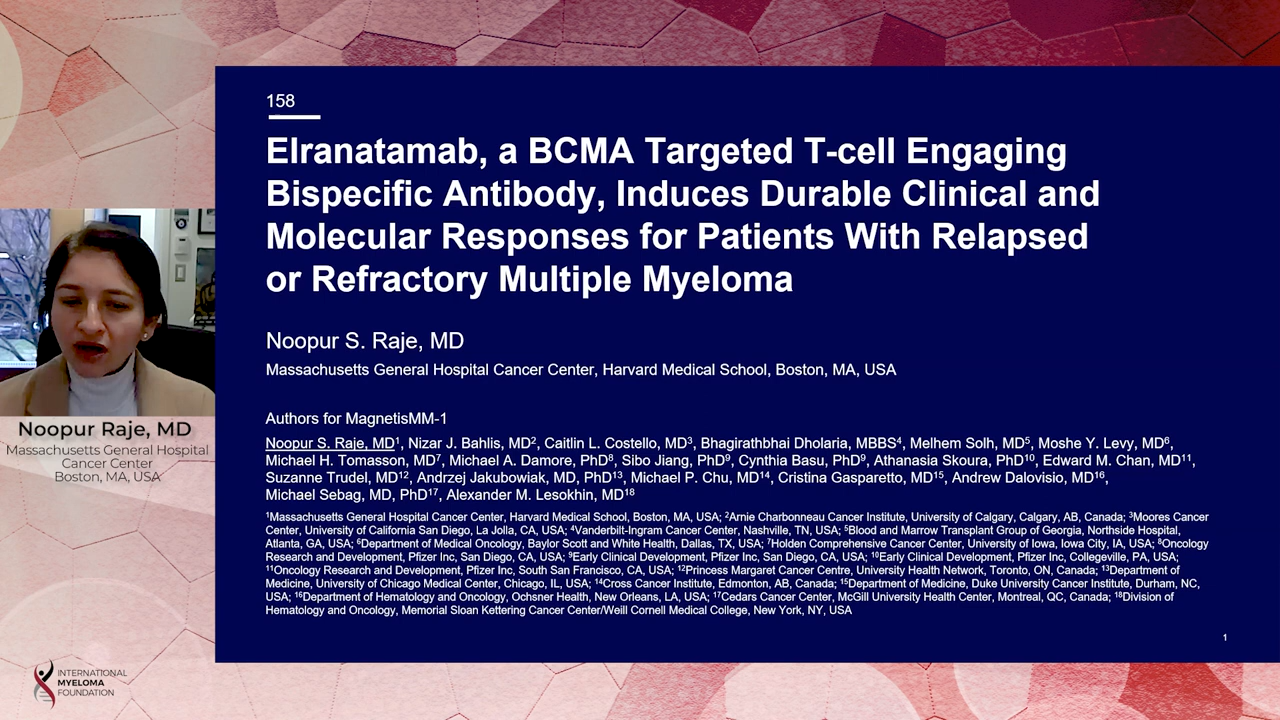 158
Elranatamab, a BCMA Targeted T-cell Engaging
Bispecific Antibody, Induces Durable Clinical and
Molecular Responses for Patients With Relapsed
or Refractory Multiple Myeloma
Noopur S. Raje, MD
Massachusetts General Hospital Cancer Center, Harvard Medical School, Boston, MA, USA
Authors for MagnetisMM-1
Noopur S. Raje, MD¹, Nizar J. Bahlis, MD², Caitlin L. Costello, MD³, Bhagirathbhai Dholaria, MBBS⁴, Melhem Solh, MD⁵, Moshe Y. Levy, MD⁶,
Michael H. Tomasson, MD⁷, Michael A. Damore, PhD⁸, Sibo Jiang, PhD⁹, Cynthia Basu, PhD⁹, Athanasia Skoura, PhD¹⁰, Edward M. Chan, MD¹¹,
Suzanne Trudel, MD¹², Andrzej Jakubowiak, MD, PhD¹³, Michael P. Chu, MD¹⁴, Cristina Gasparetto, MD¹⁵, Andrew Dalovisio, MD¹⁶,
Michael Sebag, MD, PhD¹⁷, Alexander M. Lesokhin, MD¹⁸
¹Massachusetts General Hospital Cancer Center, Harvard Medical School, Boston, MA, USA; ²Arnie Charbonneau Cancer Institute, University of Calgary, Calgary, AB, Canada; ³Moores Cancer
Center, University of California San Diego, La Jolla, CA, USA; ⁴Vanderbilt-Ingram Cancer Center, Nashville, TN, USA; ⁵Blood and Marrow Transplant Group of Georgia, Northside Hospital,
Atlanta, GA, USA; ⁶Department of Medical Oncology, Baylor Scott and White Health, Dallas, TX, USA; ⁷Holden Comprehensive Cancer Center, University of Iowa, Iowa City, IA, USA; ⁸Oncology
Research and Development, Pfizer Inc, San Diego, CA, USA; ⁹Early Clinical Development, Pfizer Inc, San Diego, CA, USA; ¹⁰Early Clinical Development, Pfizer Inc, Collegeville, PA, USA;
¹¹Oncology Research and Development, Pfizer Inc, South San Francisco, CA, USA; ¹²Princess Margaret Cancer Centre, University Health Network, Toronto, ON, Canada; ¹³Department of
Medicine, University of Chicago Medical Center, Chicago, IL, USA; ¹⁴Cross Cancer Institute, Edmonton, AB, Canada; ¹⁵Department of Medicine, Duke University Cancer Institute, Durham, NC,
USA; ¹⁶Department of Hematology and Oncology, Ochsner Health, New Orleans, LA, USA; ¹⁷Cedars Cancer Center, McGill University Health Center, Montreal, QC, Canada; ¹⁸Division of
Hematology and Oncology, Memorial Sloan Kettering Cancer Center/Weill Cornell Medical College, New York, NY, USA
1
Noopur Raje, MD
Massachusetts General Hospital
Cancer Center
Boston, MA, USA
INTERNATIONAL
MYELOMA
FOUNDATION